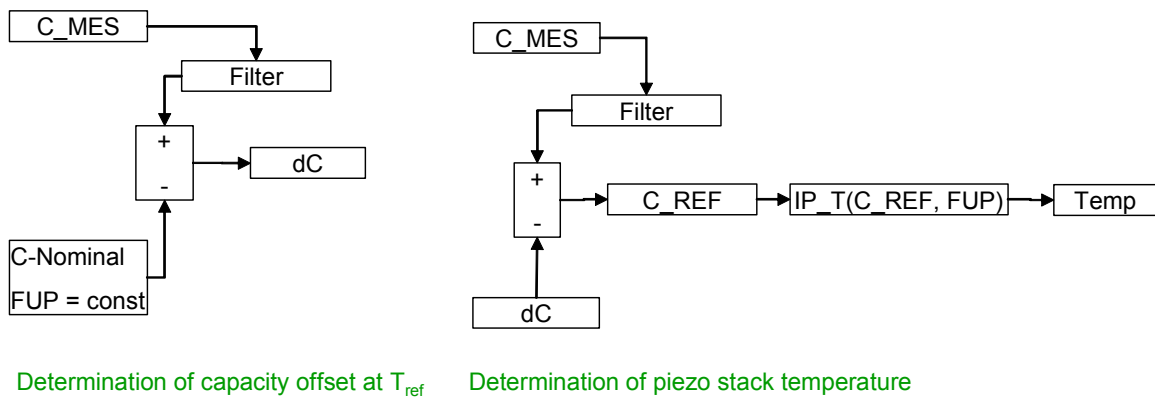 C_MES
Filter
+
-
dC
C-Nominal
FUP = const
Determination of capacity offset at T_ref
C_MES
Filter
+
-
C_REF
IP_T(C_REF, FUP)
Temp
dC
Determination of piezo stack temperature